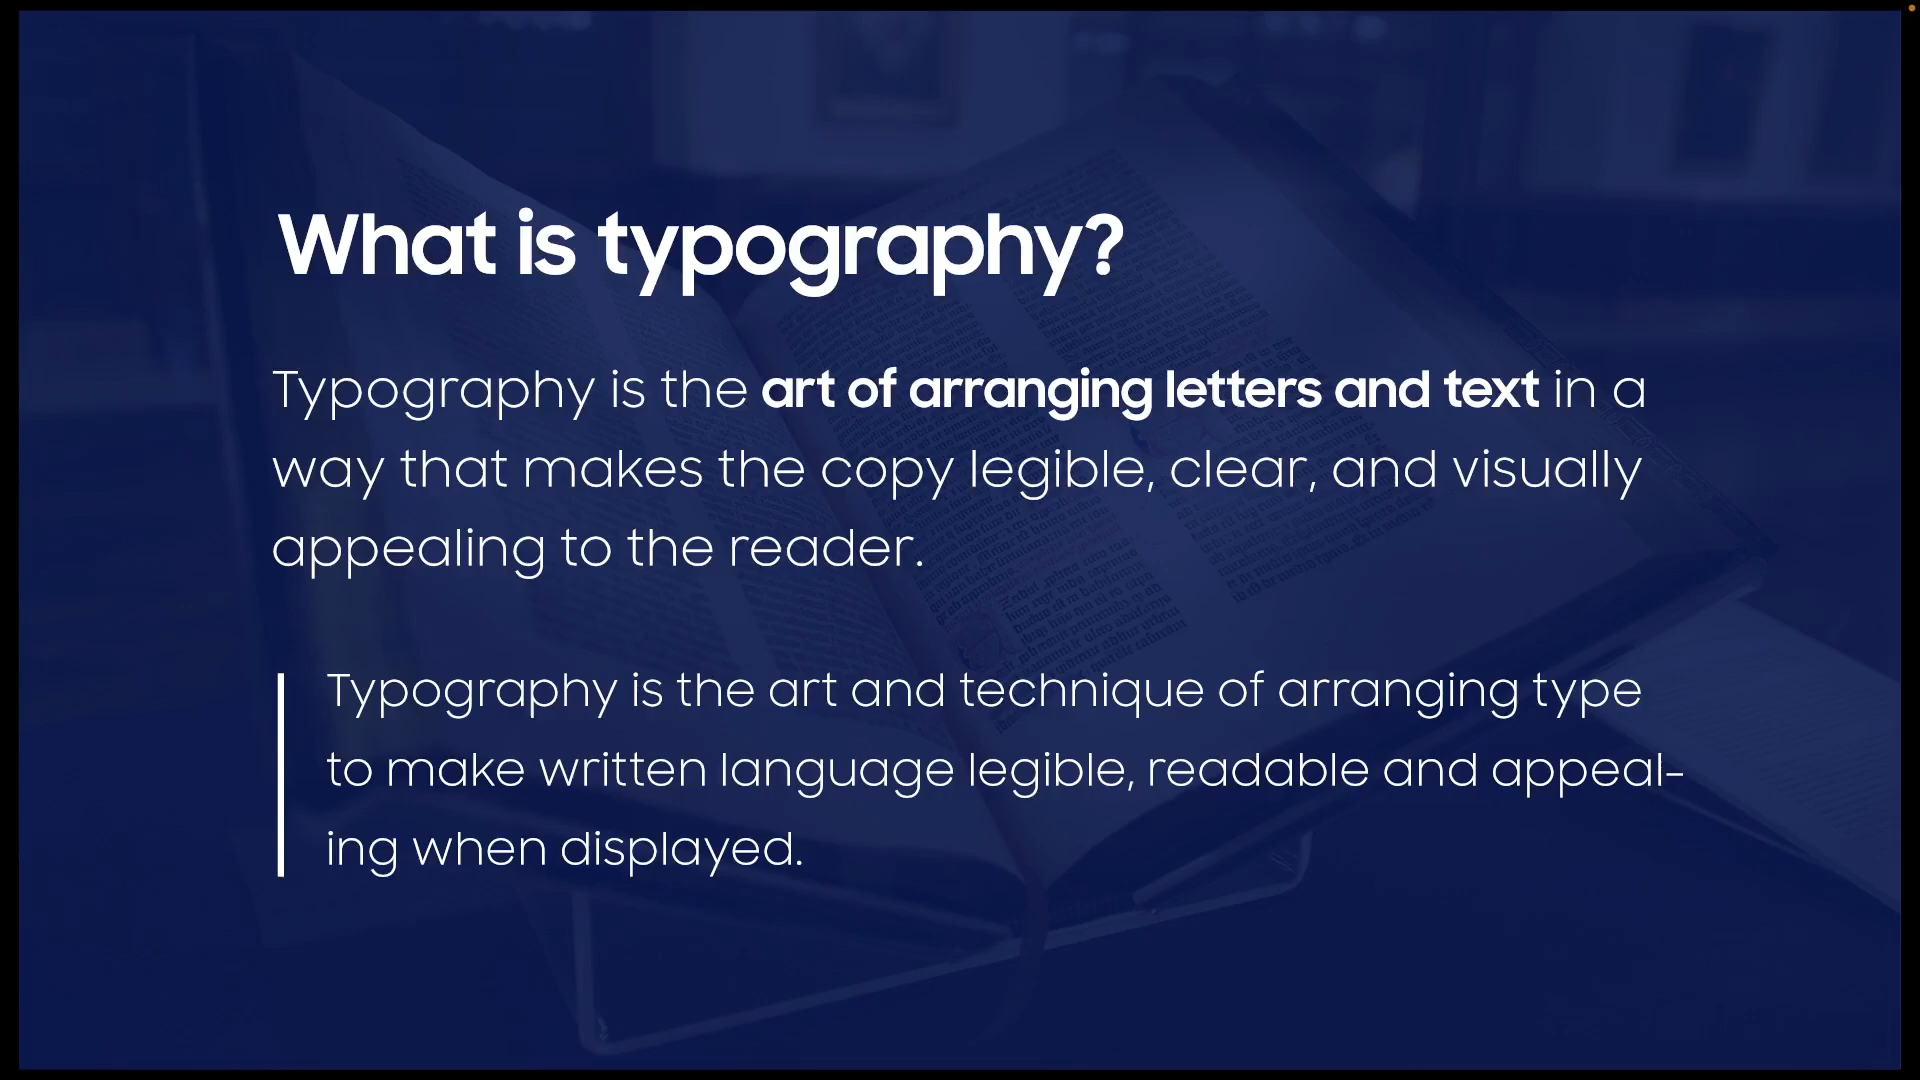 What is typography?
Typography is the art of arranging letters and text in a
way that makes the copy legible, clear, and visually
appealing to the reader.
Typography is the art and technique of arranging type
to make written language legible, readable and appeal-
ing when displayed.